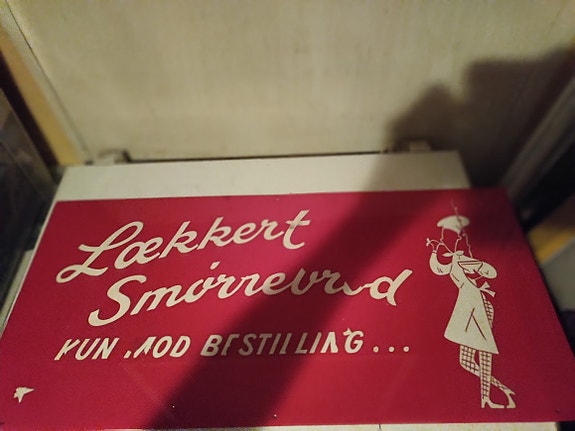 Lækkert
Smørrebrød
KUN MOD BESTILLING...